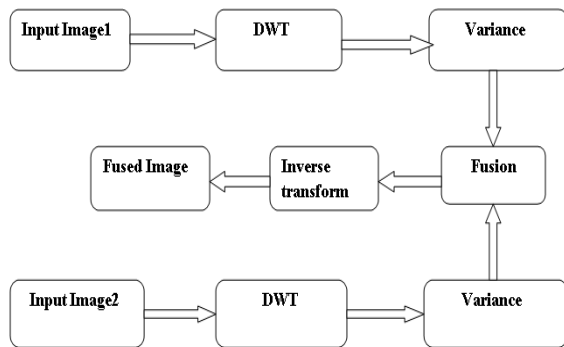 Input Image1
DWT
Variance
Fused Image
Inverse
transform
Fusion
Input Image2
DWT
Variance